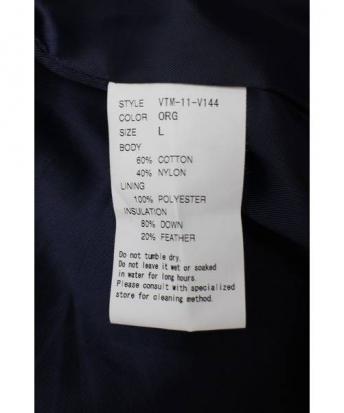 STYLE VTM-11-V144
COLOR ORG
SIZE L
BODY
60% COTTON
40% NYLON
LINING
100% POLYESTER
INSULATION
80% DOWN
20% FEATHER
Do not tumble dry.
Do not leave it wet or soaked
in water for long hours.
Please consult with specialized
store for cleaning method.